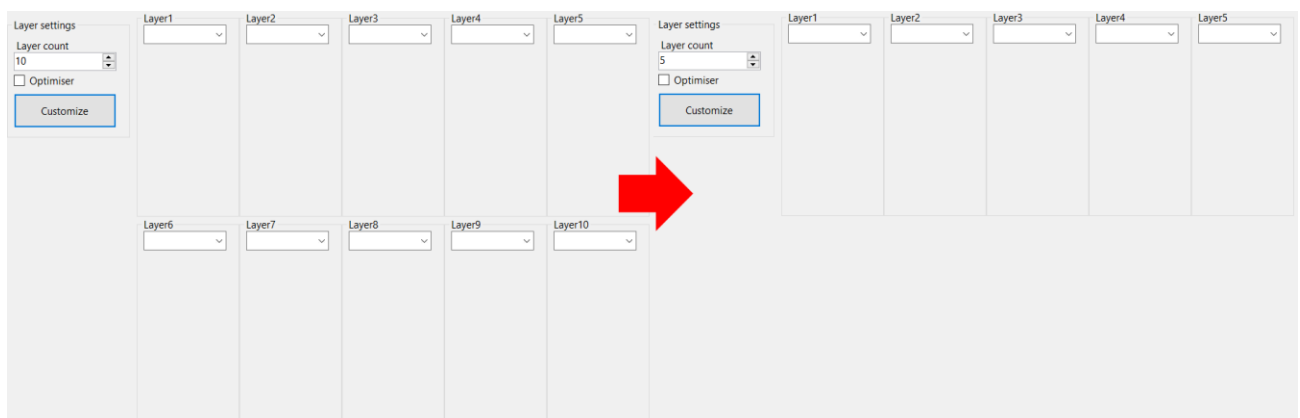 Layer settings
Layer count
10
Optimiser
Customize
Layer1
Layer2
Layer3
Layer4
Layer5
Layer6
Layer7
Layer8
Layer9
Layer10
Layer settings
Layer count
5
Optimiser
Customize
Layer1
Layer2
Layer3
Layer4
Layer5